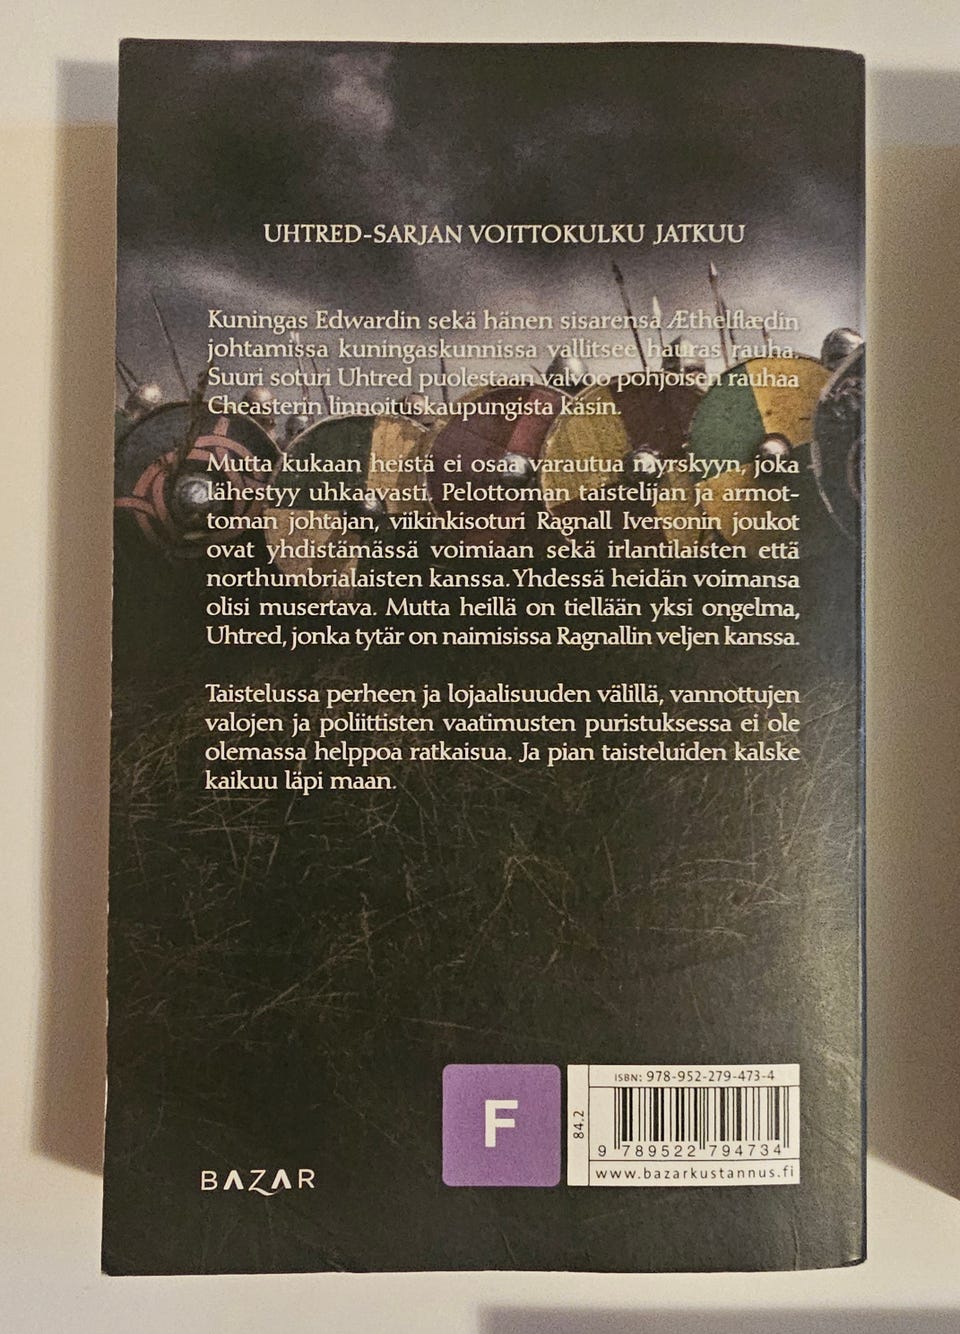 UHTRED-SARJAN VOITTOKULKU JATKUU
Kuningas Edwardin sekä hänen sisarensa Æthelflædin
johtamissa kuningaskunnissa vallitsee hauras rauha.
Suuri soturi Uhtred puolestaan valvoo pohjoisen rauhaa
Cheasterin linnoituskaupungista käsin.
Mutta kukaan heistä ei osaa varautua myrskyyn, joka
lähestyy uhkaavasti. Pelottoman taistelijan ja armot-
toman johtajan, viikinkisoturi Ragnall Iversonin joukot
ovat yhdistämässä voimiaan sekä irlantilaisten että
northumbrialaisten kanssa. Yhdessä heidän voimansa
olisi musertava. Mutta heillä on tiellään yksi ongelma,
Uhtred, jonka tytär on naimisissa Ragnallin veljen kanssa.
Taistelussa perheen ja lojaalisuuden välillä, vannottujen
valojen ja poliittisten vaatimusten puristuksessa ei ole
olemassa helppoa ratkaisua. Ja pian taisteluiden kalske
kaikuu läpi maan.
BAZAR
F
84.2
ISBN: 978-952-279-473-4
9 789522 794734
www.bazarkustannus.fi